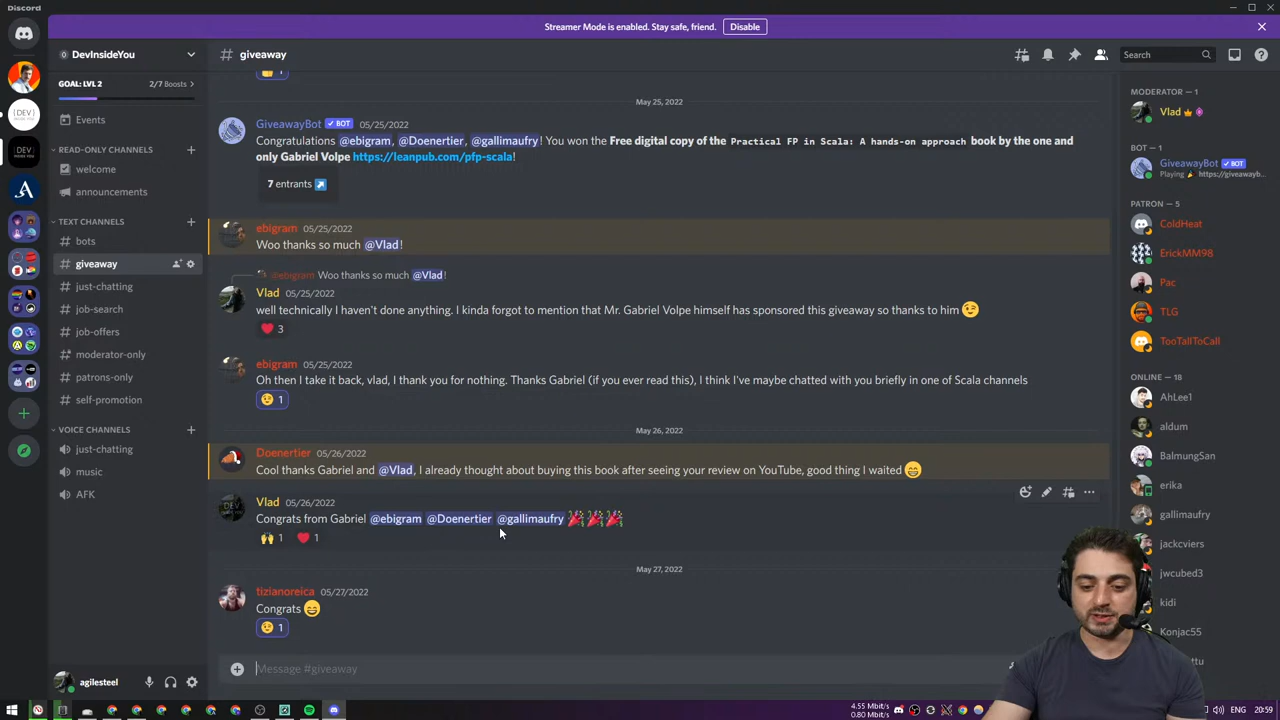 Discord
Streamer Mode is enabled. Stay safe, friend.
Disable
DevInsideYou
giveaway
Search
GOAL: LVL 2
2/7 Boosts
Events
READ-ONLY CHANNELS
welcome
announcements
TEXT CHANNELS
bots
giveaway
just-chatting
job-search
job-offers
moderator-only
patrons-only
self-promotion
VOICE CHANNELS
just-chatting
music
AFK
agilesteel
1
May 25, 2022
GiveawayBot BOT 05/25/2022
Congratulations @ebigram, @Doenertier, @gallimaufry! You won the Free digital copy of the Practical FP in Scala: A hands-on approach book by the one and
only Gabriel Volpe https://leanpub.com/pfp-scala!
7 entrants
ebigram 05/25/2022
Woo thanks so much @Vlad!
@ebigram Woo thanks so much @Vlad!
Vlad 05/25/2022
well technically I haven't done anything. I kinda forgot to mention that Mr. Gabriel Volpe himself has sponsored this giveaway so thanks to him 😉
❤️ 3
ebigram 05/25/2022
Oh then I take it back, vlad, I thank you for nothing. Thanks Gabriel (if you ever read this), I think I've maybe chatted with you briefly in one of Scala channels
1
May 26, 2022
Doenertier 05/26/2022
Cool thanks Gabriel and @Vlad, I already thought about buying this book after seeing your review on YouTube, good thing I waited 😁
Vlad 05/26/2022
Congrats from Gabriel @ebigram @Doenertier @gallimaufry 🎉🎉🎉
🙌 1 ❤️ 1
May 27, 2022
tizianoreica 05/27/2022
Congrats 😄
1
Message #giveaway
MODERATOR — 1
Vlad
BOT — 1
GiveawayBot BOT
Playing 🎉 https://giveawayb...
PATRON — 5
ColdHeat
ErickMM98
Pac
TLG
TooTallToCall
ONLINE — 18
AhLee1
aldum
BalmungSan
erika
gallimaufry
jackcviers
jwcubed3
kidi
Konjac55
4.55 Mbit/s
0.80 Mbit/s
ENG
20:59